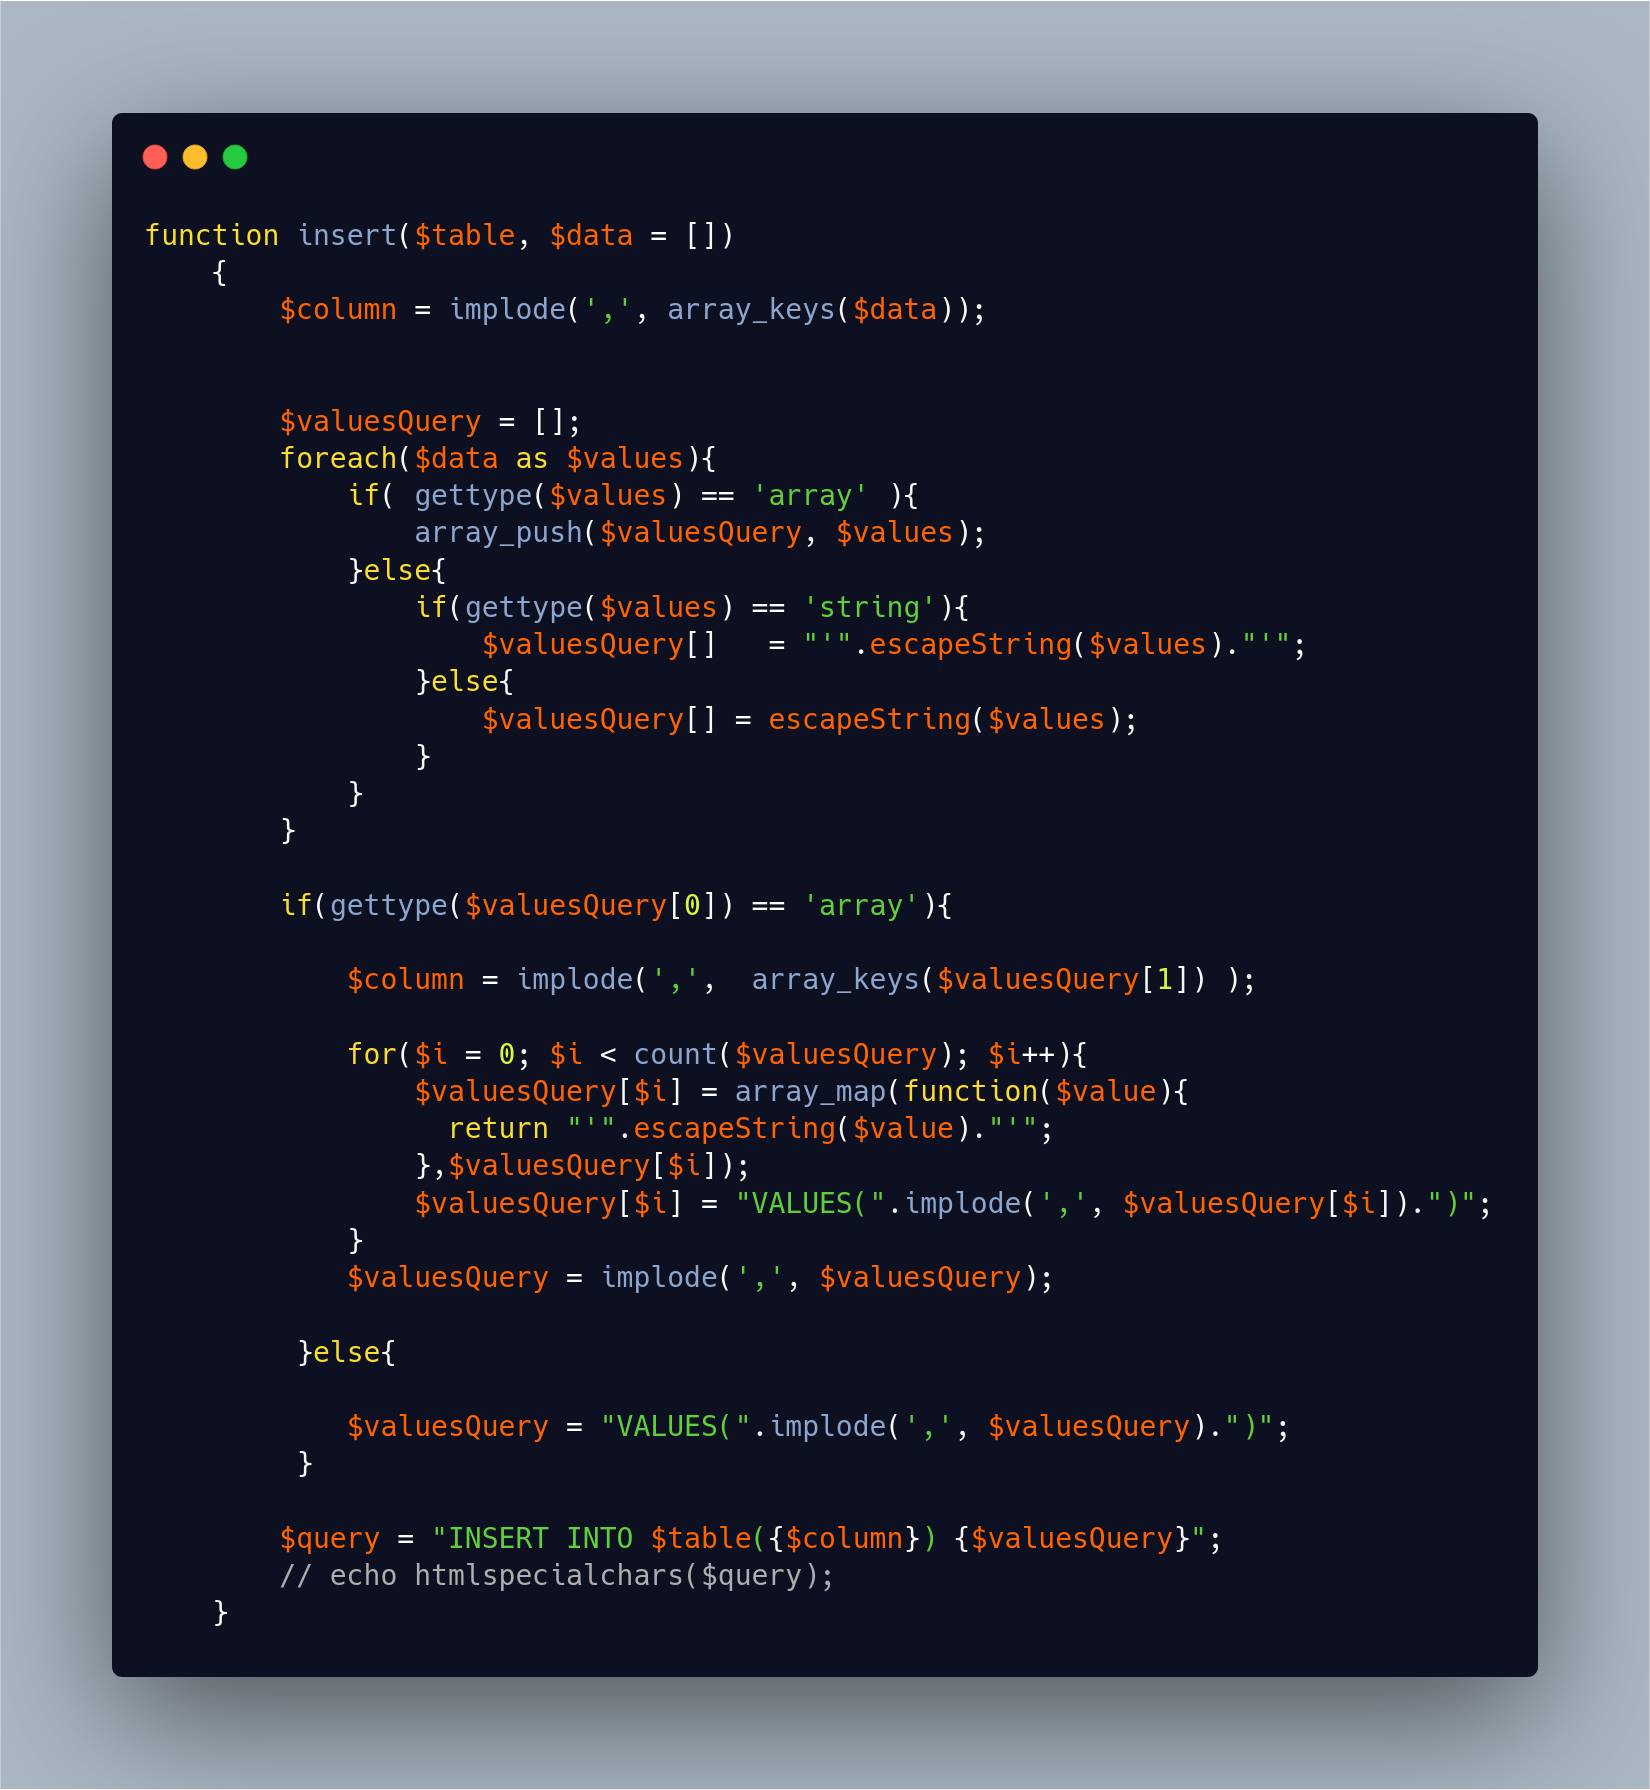 function insert($table, $data = [])
    {
        $column = implode(',', array_keys($data));


        $valuesQuery = [];
        foreach($data as $values){
            if( gettype($values) == 'array' ){
                array_push($valuesQuery, $values);
            }else{
                if(gettype($values) == 'string'){
                    $valuesQuery[]   = "'".escapeString($values)."'";
                }else{
                    $valuesQuery[] = escapeString($values);
                }
            }
        }

        if(gettype($valuesQuery[0]) == 'array'){

            $column = implode(',',  array_keys($valuesQuery[1]) );

            for($i = 0; $i < count($valuesQuery); $i++){
                $valuesQuery[$i] = array_map(function($value){
                  return "'".escapeString($value)."'";
                },$valuesQuery[$i]);
                $valuesQuery[$i] = "VALUES(".implode(',', $valuesQuery[$i]).")";
            }
            $valuesQuery = implode(',', $valuesQuery);

         }else{

            $valuesQuery = "VALUES(".implode(',', $valuesQuery).")";
         }

        $query = "INSERT INTO $table({$column}) {$valuesQuery}";
        // echo htmlspecialchars($query);
    }